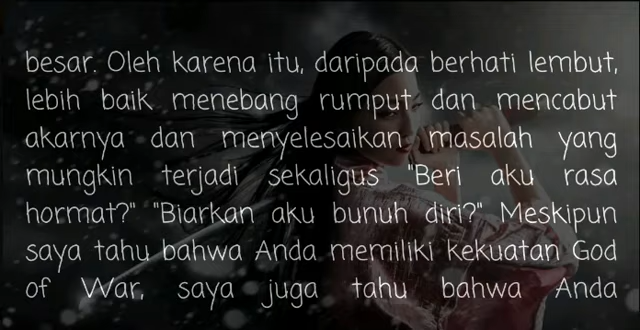 besar. Oleh karena itu, daripada berhati lembut,
lebih baik menebang rumput dan mencabut
akarnya dan menyelesaikan masalah yang
mungkin terjadi sekaligus "Beri aku rasa
hormat?" "Biarkan aku bunuh diri?" Meskipun
saya tahu bahwa Anda memiliki kekuatan God
of War, saya juga tahu bahwa Anda